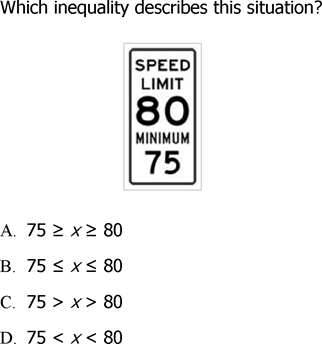 Which inequality describes this situation?
SPEED
LIMIT
80
MINIMUM
75
A. 75 ≥ x ≥ 80
B. 75 ≤ x ≤ 80
C. 75 > x > 80
D. 75 < x < 80